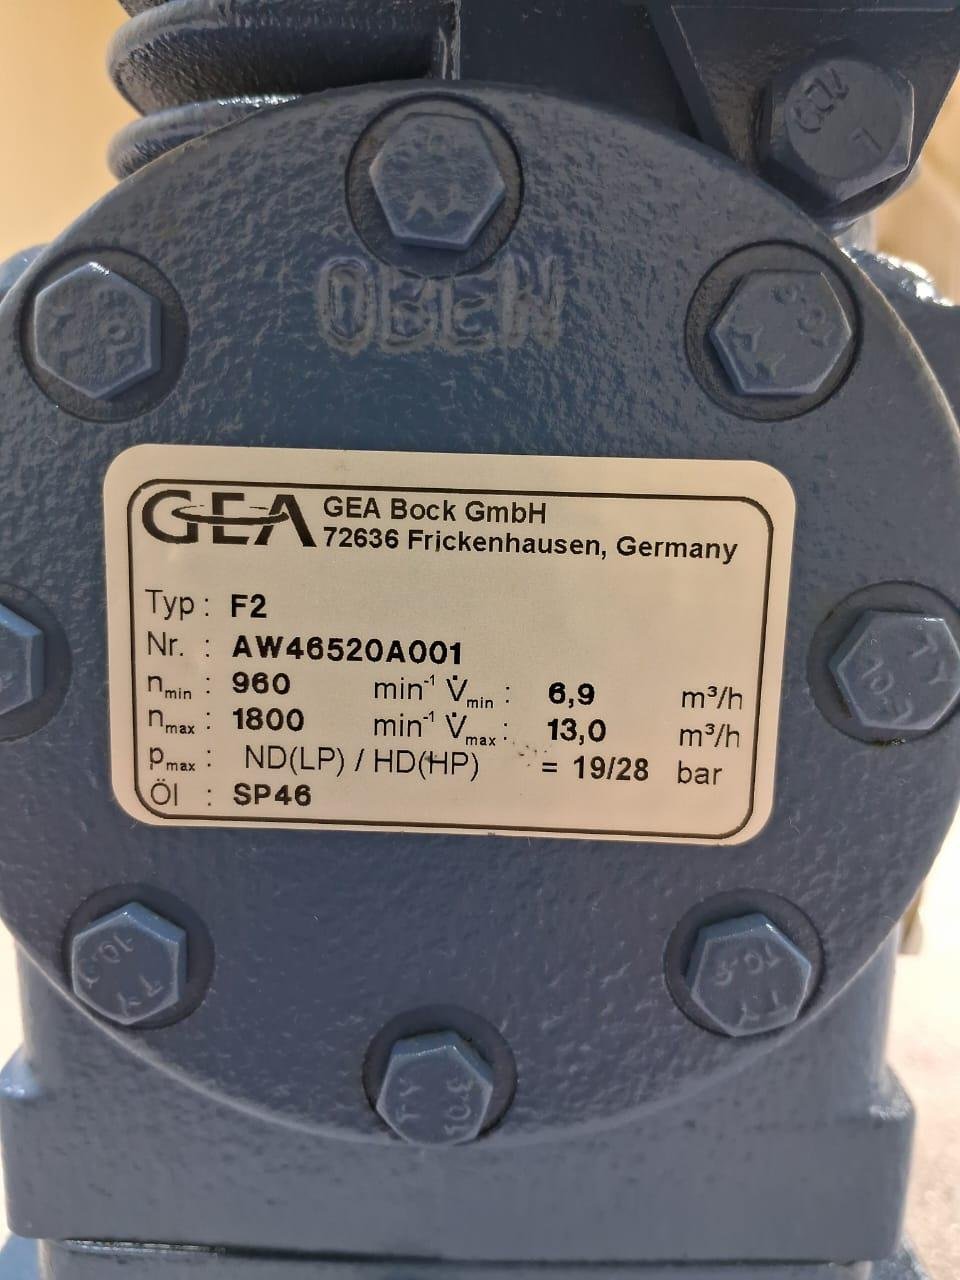 OBEN
GEA GEA Bock GmbH
72636 Frickenhausen, Germany
Typ : F2
Nr. : AW46520A001
nmin : 960 min⁻¹ V̇min : 6,9 m³/h
nmax : 1800 min⁻¹ V̇max : 13,0 m³/h
pmax : ND(LP) / HD(HP) = 19/28 bar
Öl : SP46